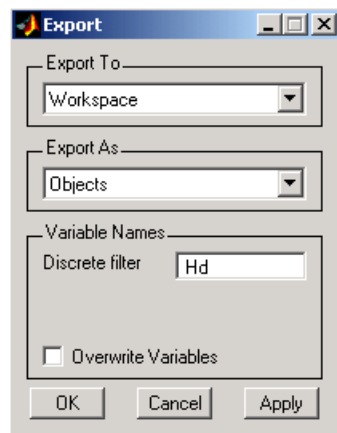 Export
Export To
Workspace
Export As
Objects
Variable Names
Discrete filter Hd
Overwrite Variables
OK Cancel Apply